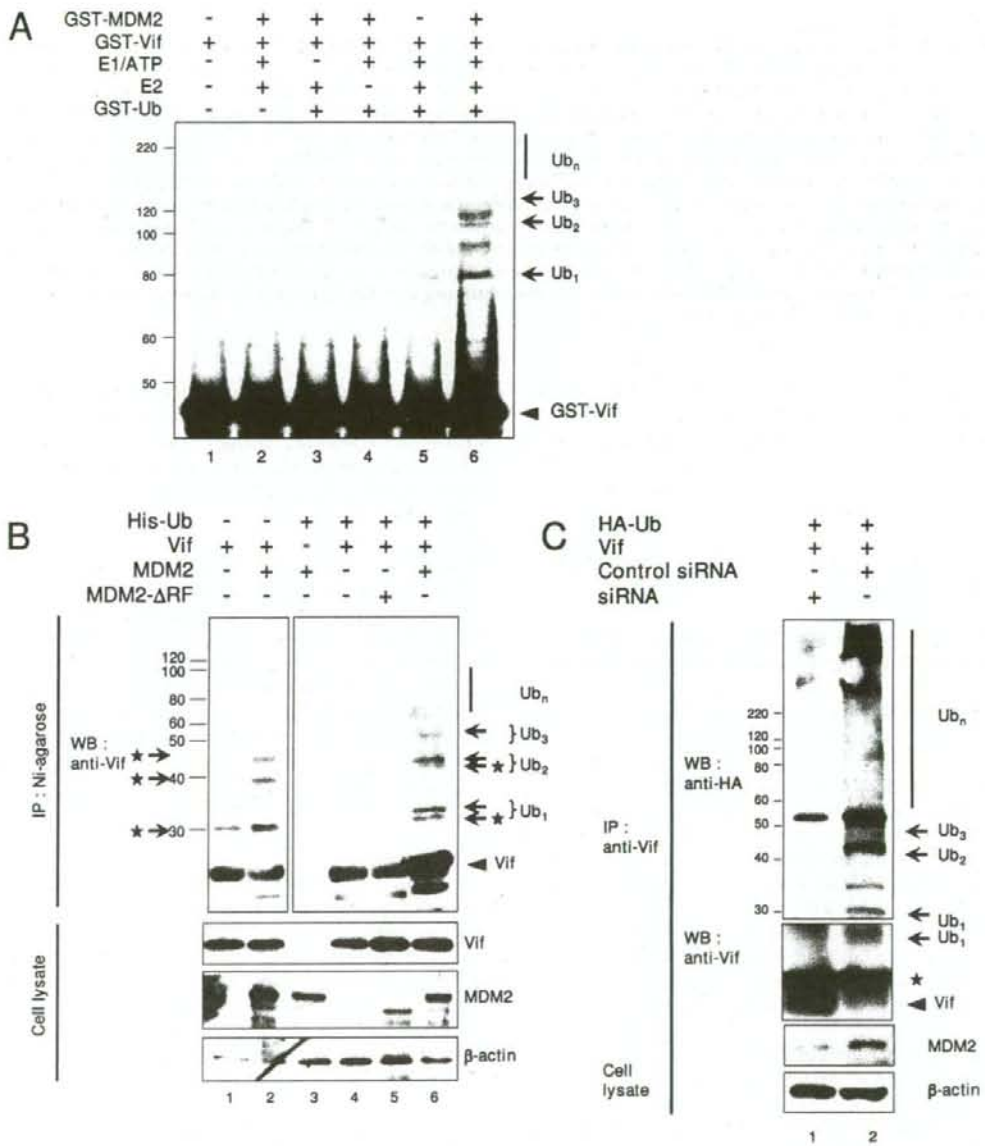 A
GST-MDM2 - + + + - +
GST-Vif + + + + + +
E1/ATP - + - + + +
E2 - + + - + +
GST-Ub - - + + + +
220
120
100
80
60
50
Ubn
Ub3
Ub2
Ub1
GST-Vif
1 2 3 4 5 6
B
His-Ub - - + + + +
Vif + + - + + +
MDM2 - + + - - +
MDM2-ΔRF - - - - + -
IP : Ni-agarose
WB :
anti-Vif
120
100
80
60
50
40
30
Ubn
Ub3
Ub2
Ub1
Vif
Cell lysate
Vif
MDM2
β-actin
1 2 3 4 5 6
C
HA-Ub + +
Vif + +
Control siRNA - +
siRNA + -
IP :
anti-Vif
WB :
anti-HA
220
120
100
80
60
50
40
30
Ubn
Ub3
Ub2
Ub1
WB :
anti-Vif
Ub1
Vif
Cell
lysate
MDM2
β-actin
1 2